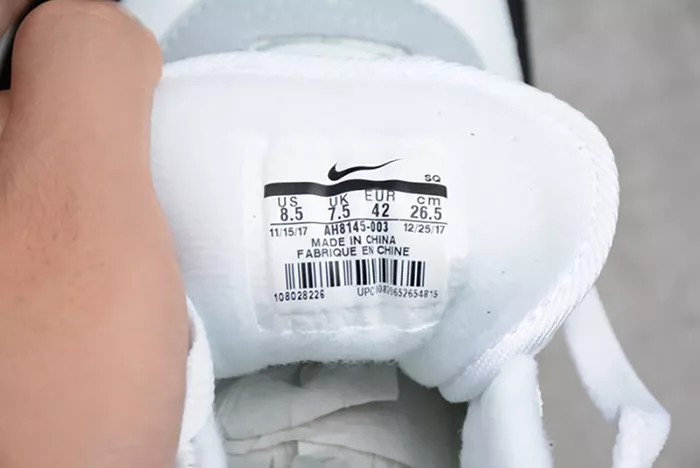 SQ
US UK EUR cm
8.5 7.5 42 26.5
11/15/17 AH8145-003 12/25/17
MADE IN CHINA
FABRIQUE EN CHINE
108028226 UPC